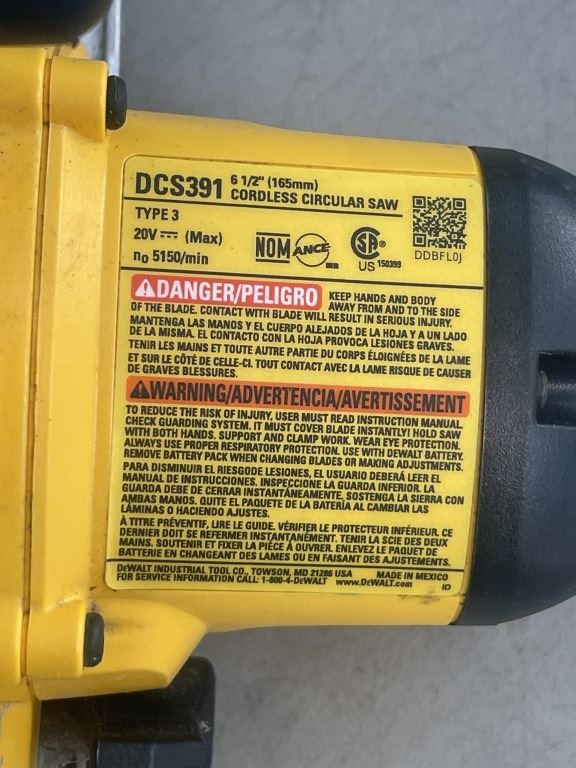 DCS391 6 1/2" (165mm)
CORDLESS CIRCULAR SAW
TYPE 3
20V ⎓ (Max)
n₀ 5150/min
NOM ANCE MR
SA US 150399
DDBFL0J
DANGER/PELIGRO KEEP HANDS AND BODY
AWAY FROM AND TO THE SIDE
OF THE BLADE. CONTACT WITH BLADE WILL RESULT IN SERIOUS INJURY.
MANTENGA LAS MANOS Y EL CUERPO ALEJADOS DE LA HOJA Y A UN LADO
DE LA MISMA. EL CONTACTO CON LA HOJA PROVOCA LESIONES GRAVES.
TENIR LES MAINS ET TOUTE AUTRE PARTIE DU CORPS ÉLOIGNÉES DE LA LAME
ET SUR LE CÔTÉ DE CELLE-CI. TOUT CONTACT AVEC LA LAME RISQUE DE CAUSER
DE GRAVES BLESSURES.
WARNING/ADVERTENCIA/AVERTISSEMENT
TO REDUCE THE RISK OF INJURY, USER MUST READ INSTRUCTION MANUAL.
CHECK GUARDING SYSTEM. IT MUST COVER BLADE INSTANTLY! HOLD SAW
WITH BOTH HANDS. SUPPORT AND CLAMP WORK. WEAR EYE PROTECTION.
ALWAYS USE PROPER RESPIRATORY PROTECTION. USE WITH DEWALT BATTERY.
REMOVE BATTERY PACK WHEN CHANGING BLADES OR MAKING ADJUSTMENTS.
PARA DISMINUIR EL RIESGODE LESIONES, EL USUARIO DEBERÁ LEER EL
MANUAL DE INSTRUCCIONES. INSPECCIONE LA GUARDA INFERIOR. LA
GUARDA DEBE DE CERRAR INSTANTÁNEAMENTE, SOSTENGA LA SIERRA CON
AMBAS MANOS. QUITE EL PAQUETE DE LA BATERÍA AL CAMBIAR LAS
LÁMINAS O HACIENDO AJUSTES.
À TITRE PRÉVENTIF, LIRE LE GUIDE. VÉRIFIER LE PROTECTEUR INFÉRIEUR. CE
DERNIER DOIT SE REFERMER INSTANTANÉMENT. TENIR LA SCIE DES DEUX
MAINS. SOUTENIR ET FIXER LA PIÈCE À OUVRER. ENLEVEZ LE PAQUET DE
BATTERIE EN CHANGEANT DES LAMES OU EN FAISANT DES AJUSTEMENTS.
DEWALT INDUSTRIAL TOOL CO., TOWSON, MD 21286 USA MADE IN MEXICO
FOR SERVICE INFORMATION CALL: 1-800-4-DEWALT www.DEWALT.com ID